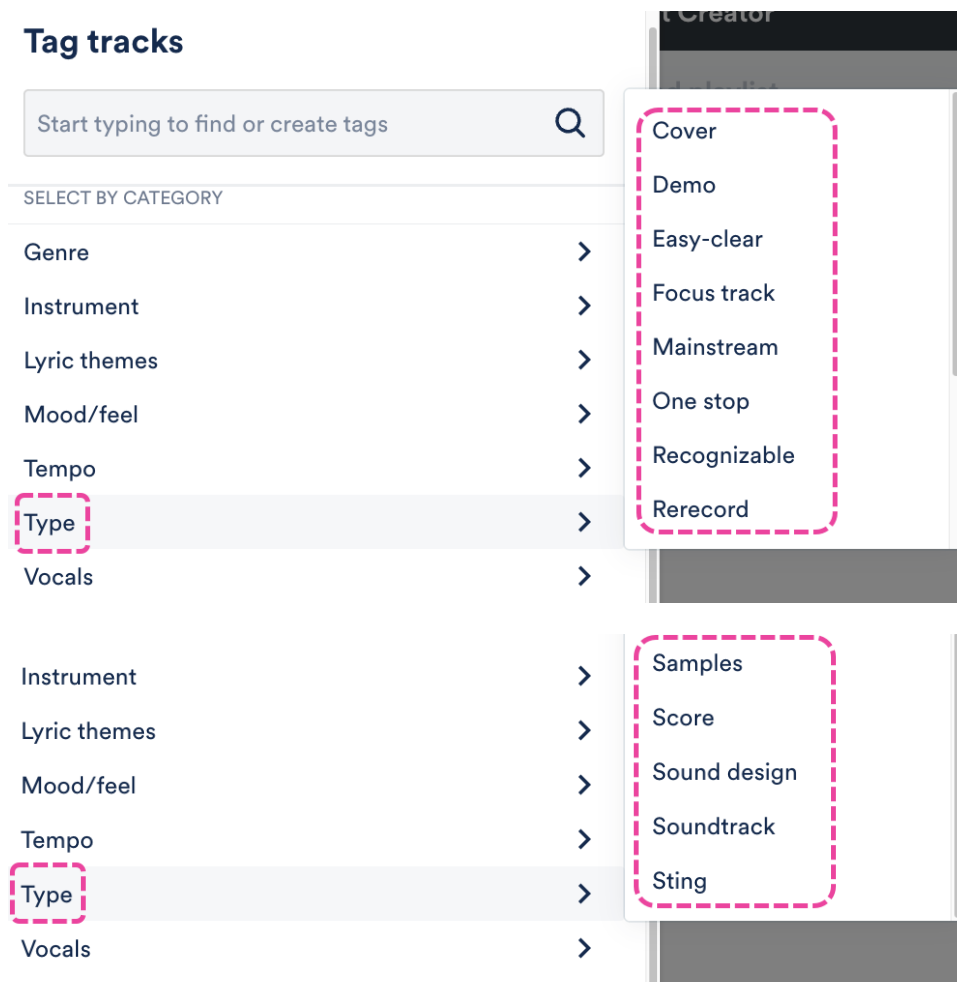 t Creator
Tag tracks
Start typing to find or create tags
SELECT BY CATEGORY
Genre
Instrument
Lyric themes
Mood/feel
Tempo
Type
Vocals
Cover
Demo
Easy-clear
Focus track
Mainstream
One stop
Recognizable
Rerecord
Instrument
Lyric themes
Mood/feel
Tempo
Type
Vocals
Samples
Score
Sound design
Soundtrack
Sting